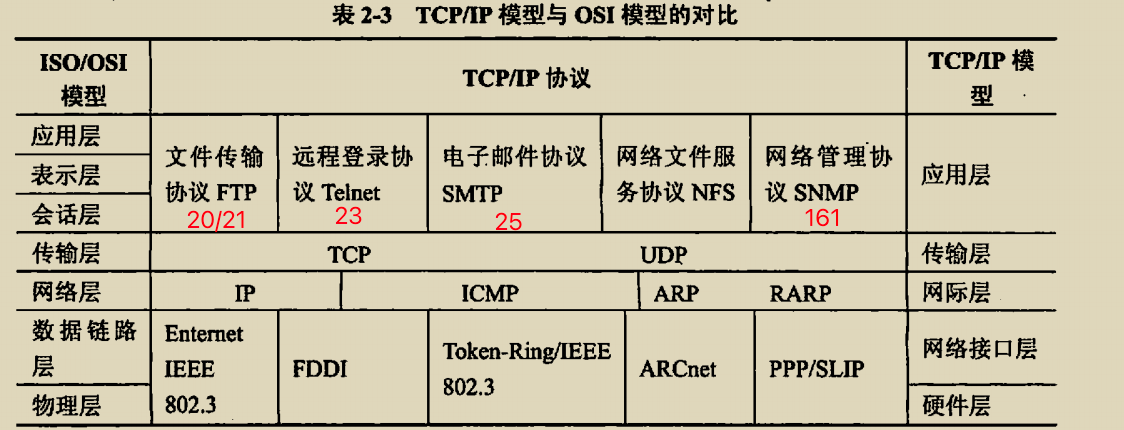 表 2-3 TCP/IP 模型与 OSI 模型的对比
ISO/OSI
模型
TCP/IP 协议
TCP/IP 模
型
应用层
表示层
会话层
文件传输
协议 FTP
20/21
远程登录协
议 Telnet
23
电子邮件协议
SMTP
25
网络文件服
务协议 NFS
网络管理协
议 SNMP
161
应用层
传输层
TCP
UDP
传输层
网络层
IP
ICMP
ARP
RARP
网际层
数据链路
层
物理层
Enternet
IEEE
802.3
FDDI
Token-Ring/IEEE
802.3
ARCnet
PPP/SLIP
网络接口层
硬件层